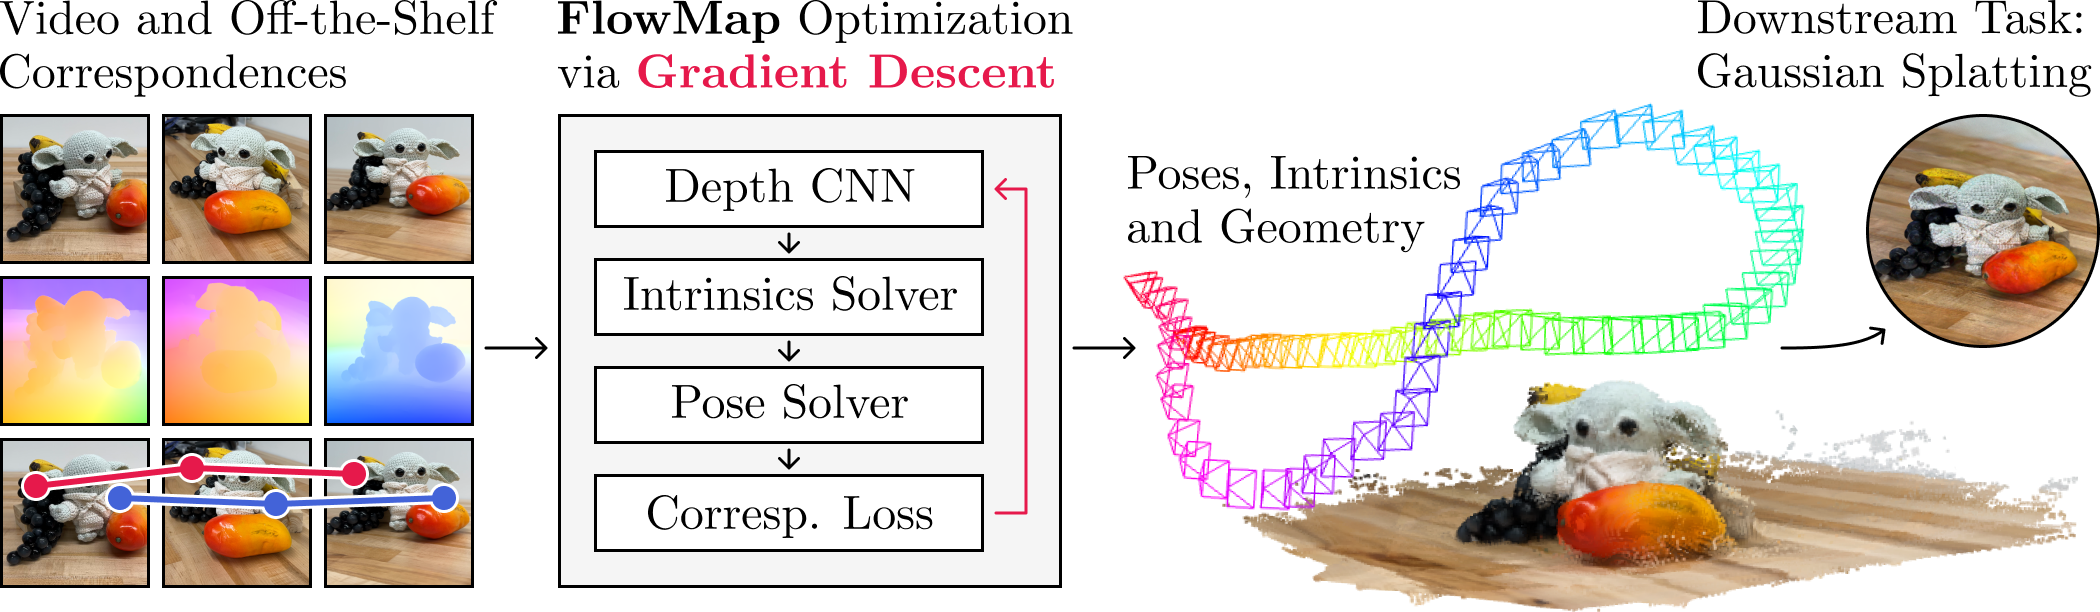 Video and Off-the-Shelf
Correspondences
FlowMap Optimization
via Gradient Descent
Depth CNN
Intrinsics Solver
Pose Solver
Corresp. Loss
Poses, Intrinsics
and Geometry
Downstream Task:
Gaussian Splatting